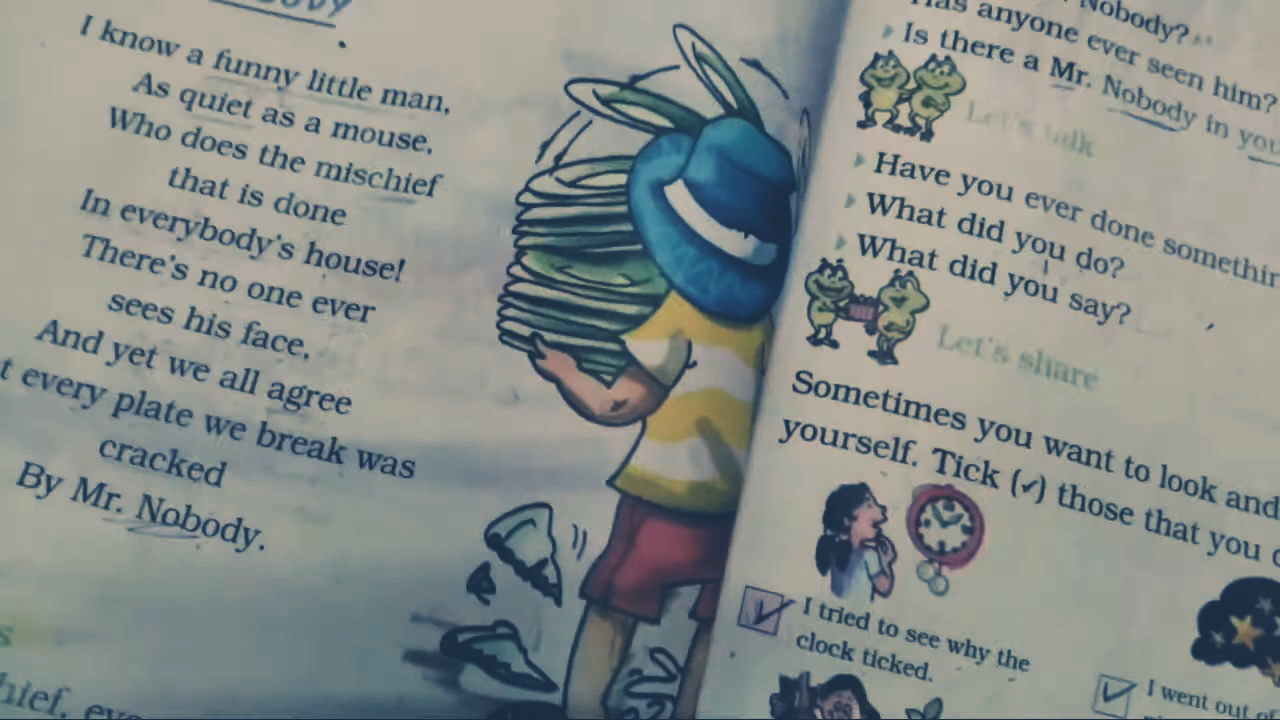 I know a funny little man,
As quiet as a mouse,
Who does the mischief
that is done
In everybody's house!
There's no one ever
sees his face,
And yet we all agree
every plate we break was
cracked
By Mr. Nobody.
Nobody?
Has anyone ever seen him?
Is there a Mr. Nobody in
Let's talk
Have you ever done
What did you do?
What did you say?
Let's share
Sometimes you want to look and
yourself. Tick (✓) those that you
I tried to see why the
clock ticked.
I went out of